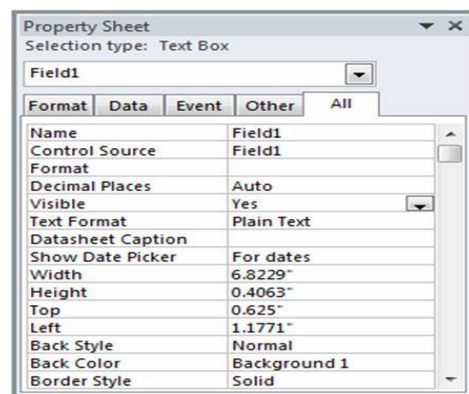 Property Sheet
Selection type: Text Box
Field1
Format Data Event Other All
Name Field1
Control Source Field1
Format
Decimal Places Auto
Visible Yes
Text Format Plain Text
Datasheet Caption
Show Date Picker For dates
Width 6.8229"
Height 0.4063"
Top 0.625"
Left 1.1771"
Back Style Normal
Back Color Background 1
Border Style Solid